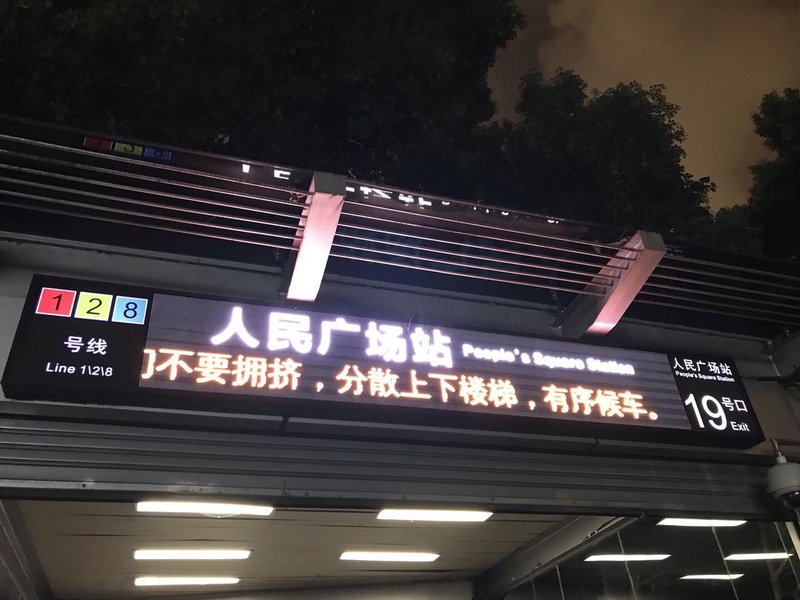 1 2 8
号线
Line 1\2\8
人民广场站 People's Square Station
不要拥挤，分散上下楼梯，有序候车。
人民广场站
People's Square Station
19号口
Exit